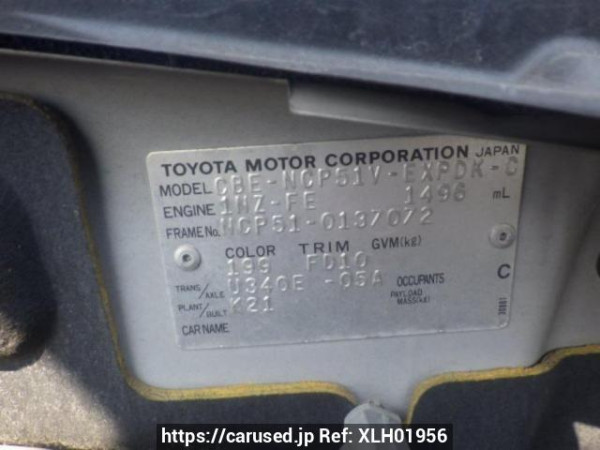 TOYOTA MOTOR CORPORATION JAPAN
MODEL CBE-NCP51V-EXPDK-C
ENGINE 1NZ-FE 1496 mL
FRAME No. NCP51-0137072
COLOR TRIM GVM(kg)
199 FD10
TRANS/AXLE U340E -05A OCCUPANTS C
PLANT/BUILT K21 PAYLOAD MASS(kg)
CAR NAME
https://carused.jp Ref: XLH01956